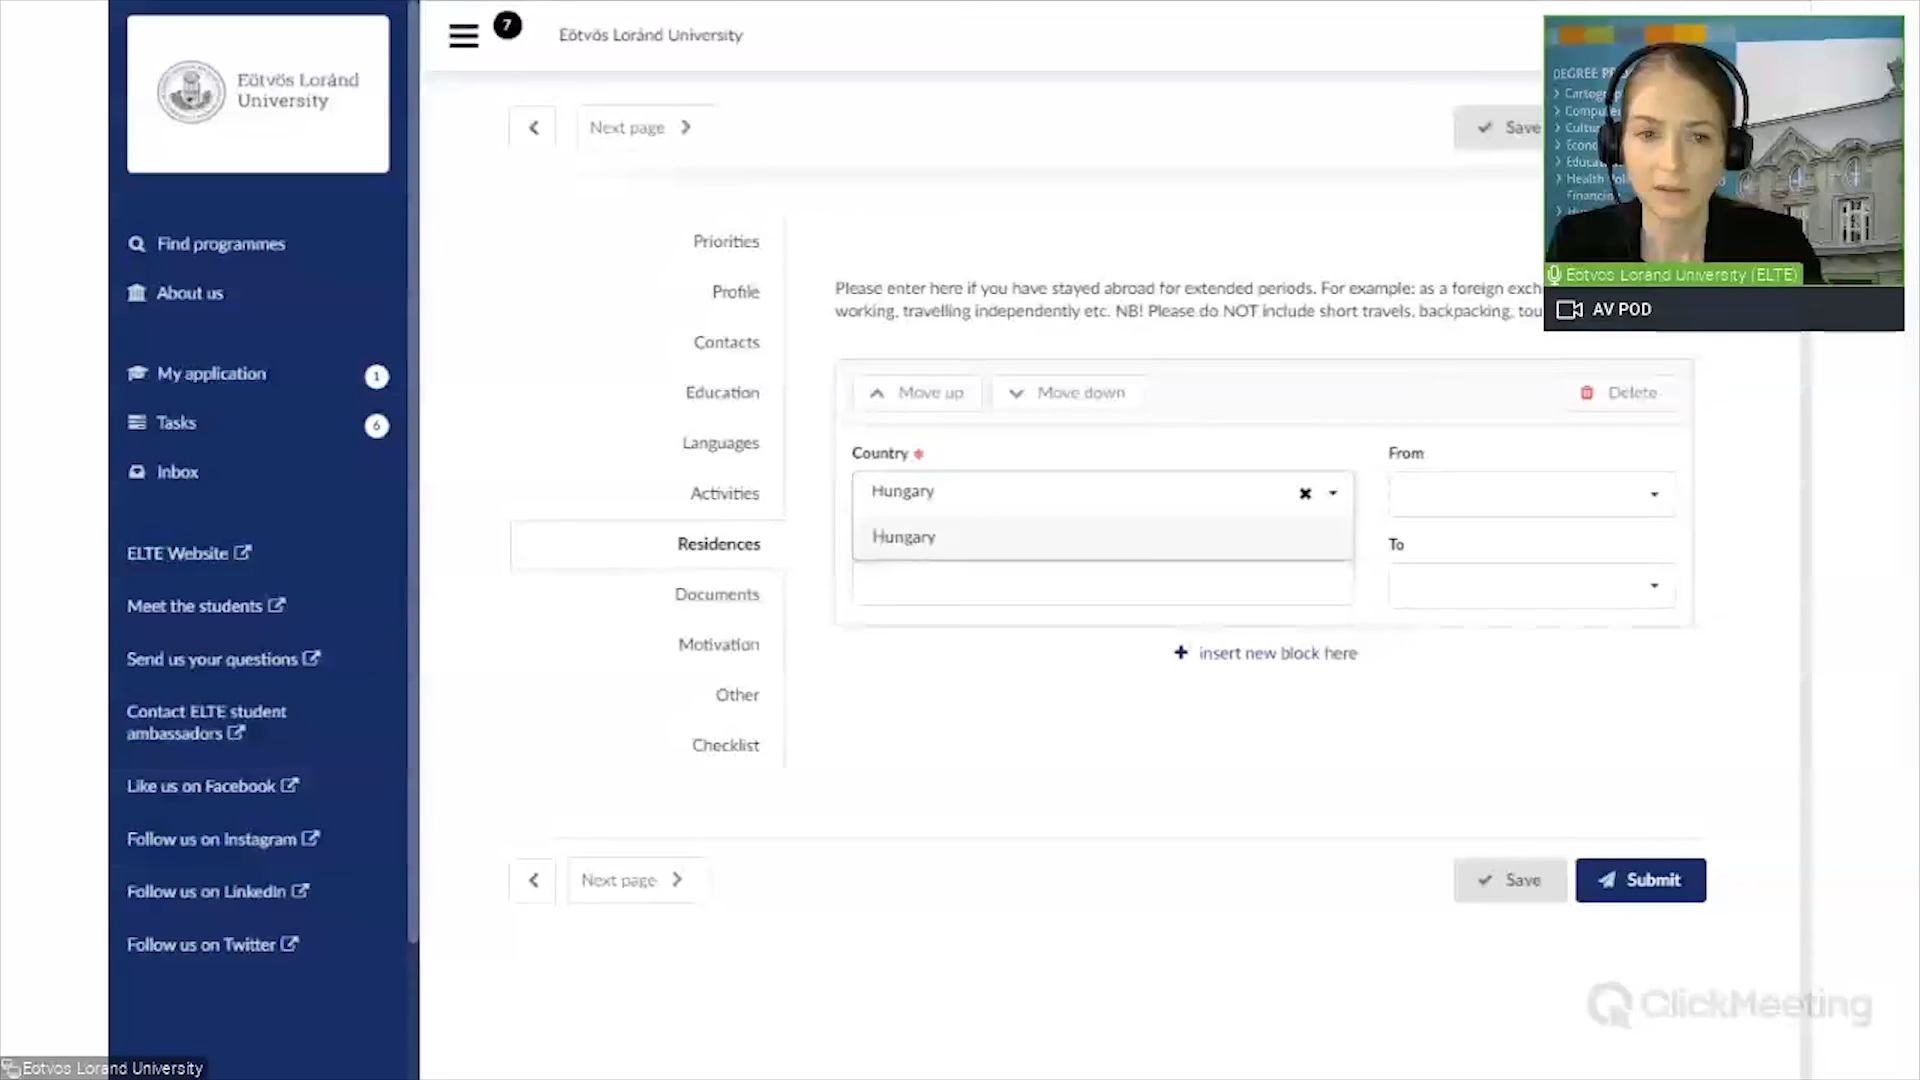 Eötvös Loránd
University
7
Eötvös Loránd University
Find programmes
About us
My application
1
Tasks
6
Inbox
ELTE Website
Meet the students
Send us your questions
Contact ELTE student
ambassadors
Like us on Facebook
Follow us on Instagram
Follow us on LinkedIn
Follow us on Twitter
Next page
Save
Priorities
Profile
Contacts
Education
Languages
Activities
Residences
Documents
Motivation
Other
Checklist
Please enter here if you have stayed abroad for extended periods. For example: as a foreign
working, travelling independently etc. NB! Please do NOT include short travels, backpacking,
Move up
Move down
Delete
Country *
Hungary
Hungary
From
To
+ insert new block here
Next page
Save
Submit
DEGREE
Health
Eotvos Lorand University (ELTE)
AV POD
ClickMeeting
Eotvos Lorand University